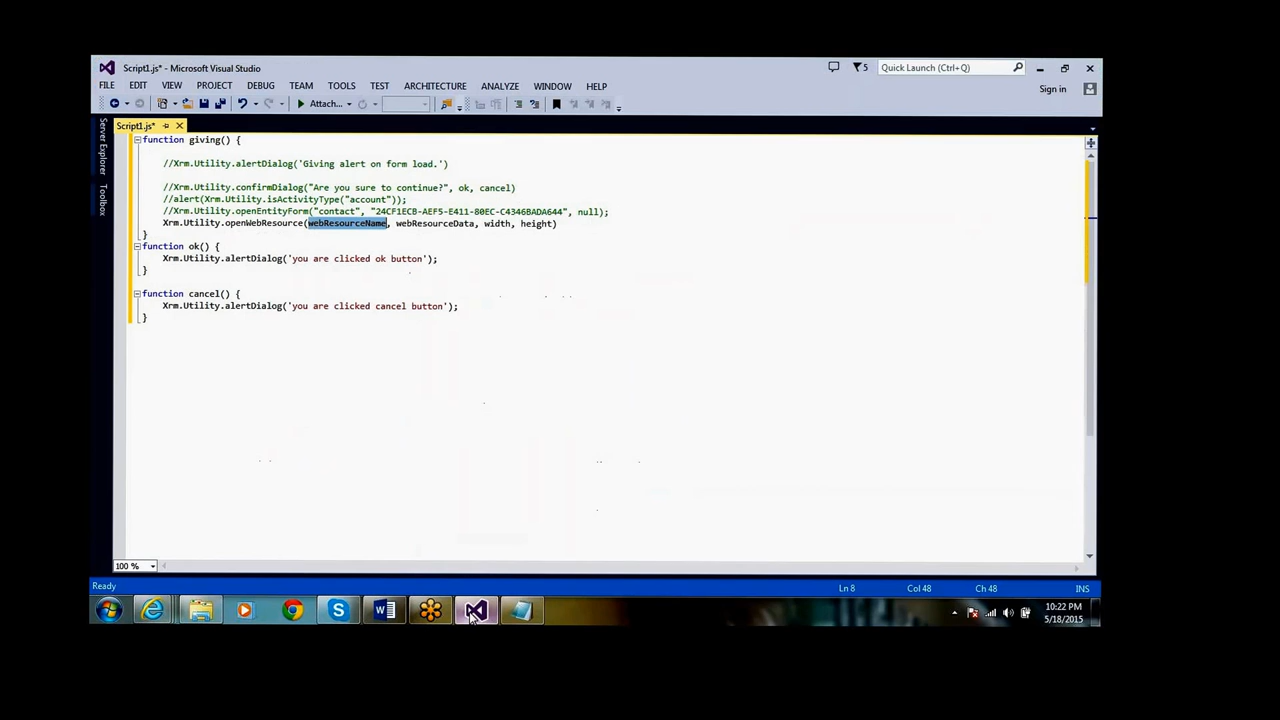 Script1.js* - Microsoft Visual Studio
5
Quick Launch (Ctrl+Q)
FILE EDIT VIEW PROJECT DEBUG TEAM TOOLS TEST ARCHITECTURE ANALYZE WINDOW HELP
Sign in
Attach...
Script1.js*
Server Explorer
Toolbox
function giving() {
//Xrm.Utility.alertDialog('Giving alert on form load.')
//Xrm.Utility.confirmDialog("Are you sure to continue?", ok, cancel)
//alert(Xrm.Utility.isActivityType("account"));
//Xrm.Utility.openEntityForm("contact", "24CF1ECB-AEF5-E411-80EC-C4346BADA644", null);
Xrm.Utility.openWebResource(webResourceName, webResourceData, width, height)
}
function ok() {
Xrm.Utility.alertDialog('you are clicked ok button');
}
function cancel() {
Xrm.Utility.alertDialog('you are clicked cancel button');
}
100 %
Ready
Ln 8 Col 48 Ch 48 INS
10:22 PM
5/18/2015